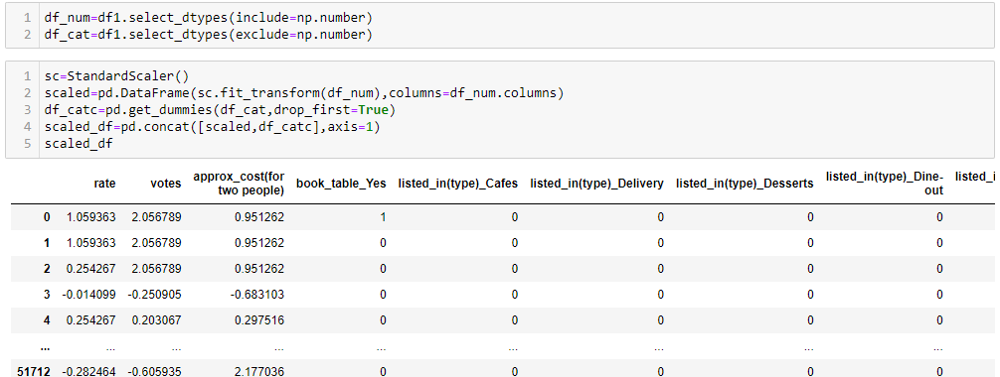 1 df_num=df1.select_dtypes(include=np.number)
2 df_cat=df1.select_dtypes(exclude=np.number)
1 sc=StandardScaler()
2 scaled=pd.DataFrame(sc.fit_transform(df_num),columns=df_num.columns)
3 df_catc=pd.get_dummies(df_cat,drop_first=True)
4 scaled_df=pd.concat([scaled,df_catc],axis=1)
5 scaled_df
rate votes approx_cost(for two people) book_table_Yes listed_in(type)_Cafes listed_in(type)_Delivery listed_in(type)_Desserts listed_in(type)_Dine-out listed_i
0 1.059363 2.056789 0.951262 1 0 0 0 0
1 1.059363 2.056789 0.951262 0 0 0 0 0
2 0.254267 2.056789 0.951262 0 0 0 0 0
3 -0.014099 -0.250905 -0.683103 0 0 0 0 0
4 0.254267 0.203067 0.297516 0 0 0 0 0
... ... ... ... ... ... ... ... ...
51712 -0.282464 -0.605935 2.177036 0 0 0 0 0